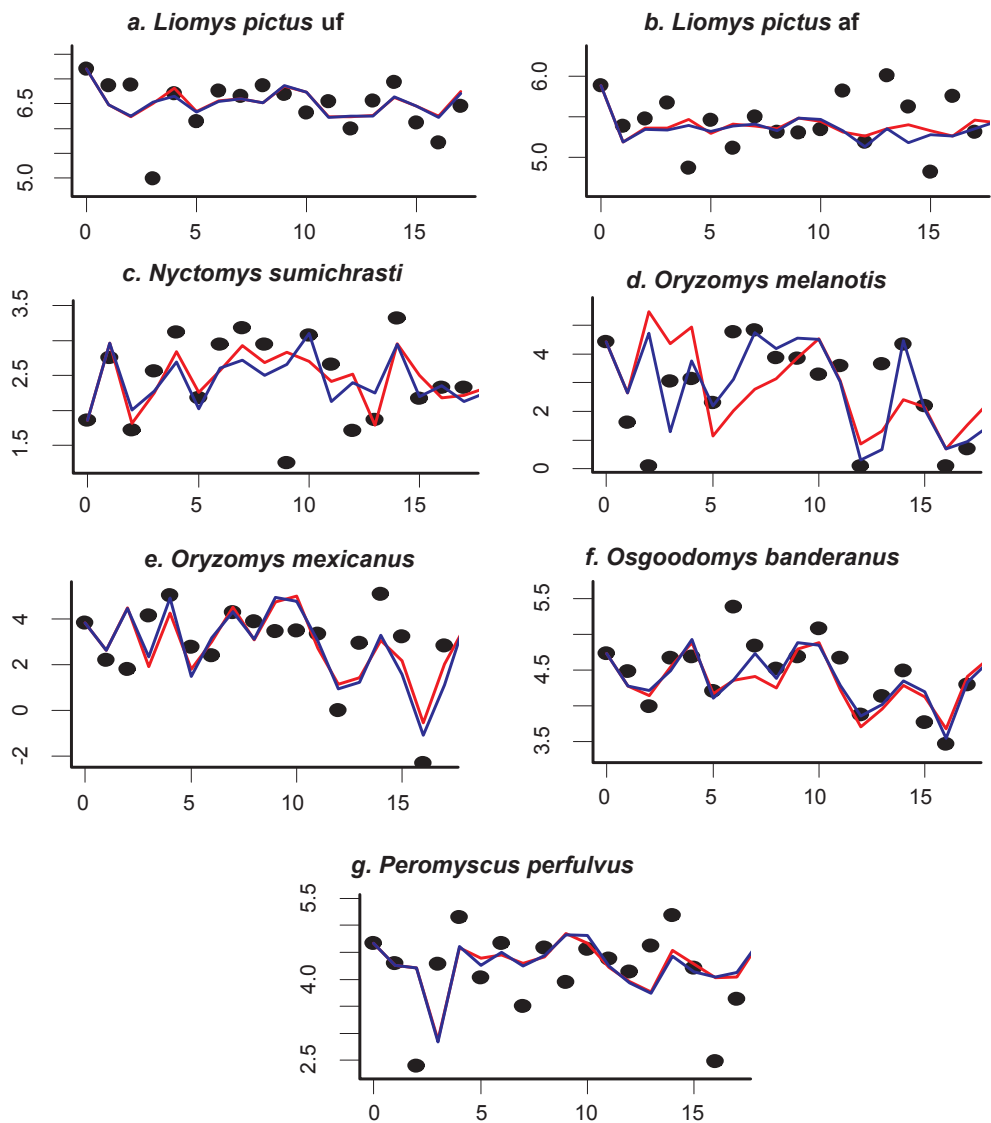 a. Liomys pictus uf
6.5
5.0
0 5 10 15
b. Liomys pictus af
6.0
5.0
0 5 10 15
c. Nyctomys sumichrasti
3.5
2.5
1.5
0 5 10 15
d. Oryzomys melanotis
4
2
0
0 5 10 15
e. Oryzomys mexicanus
4
2
0
-2
0 5 10 15
f. Osgoodomys banderanus
5.5
4.5
3.5
0 5 10 15
g. Peromyscus perfulvus
5.5
4.0
2.5
0 5 10 15